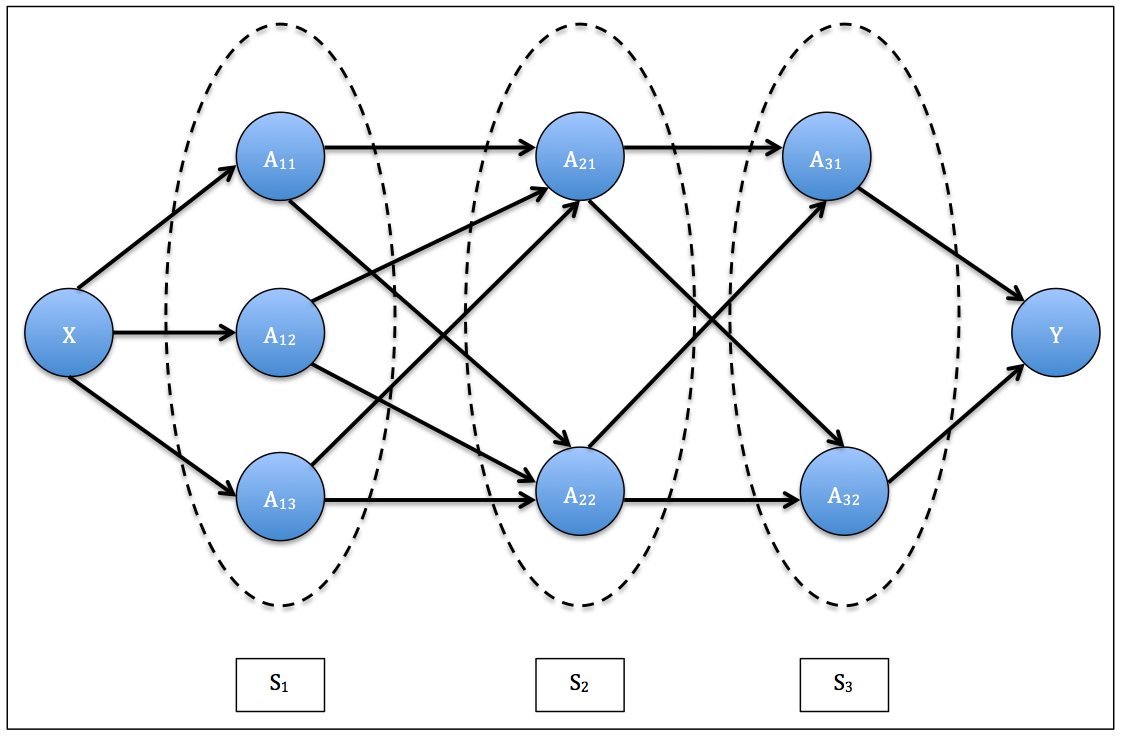 A₁₁
A₂₁
A₃₁
X
A₁₂
Y
A₁₃
A₂₂
A₃₂
S₁
S₂
S₃